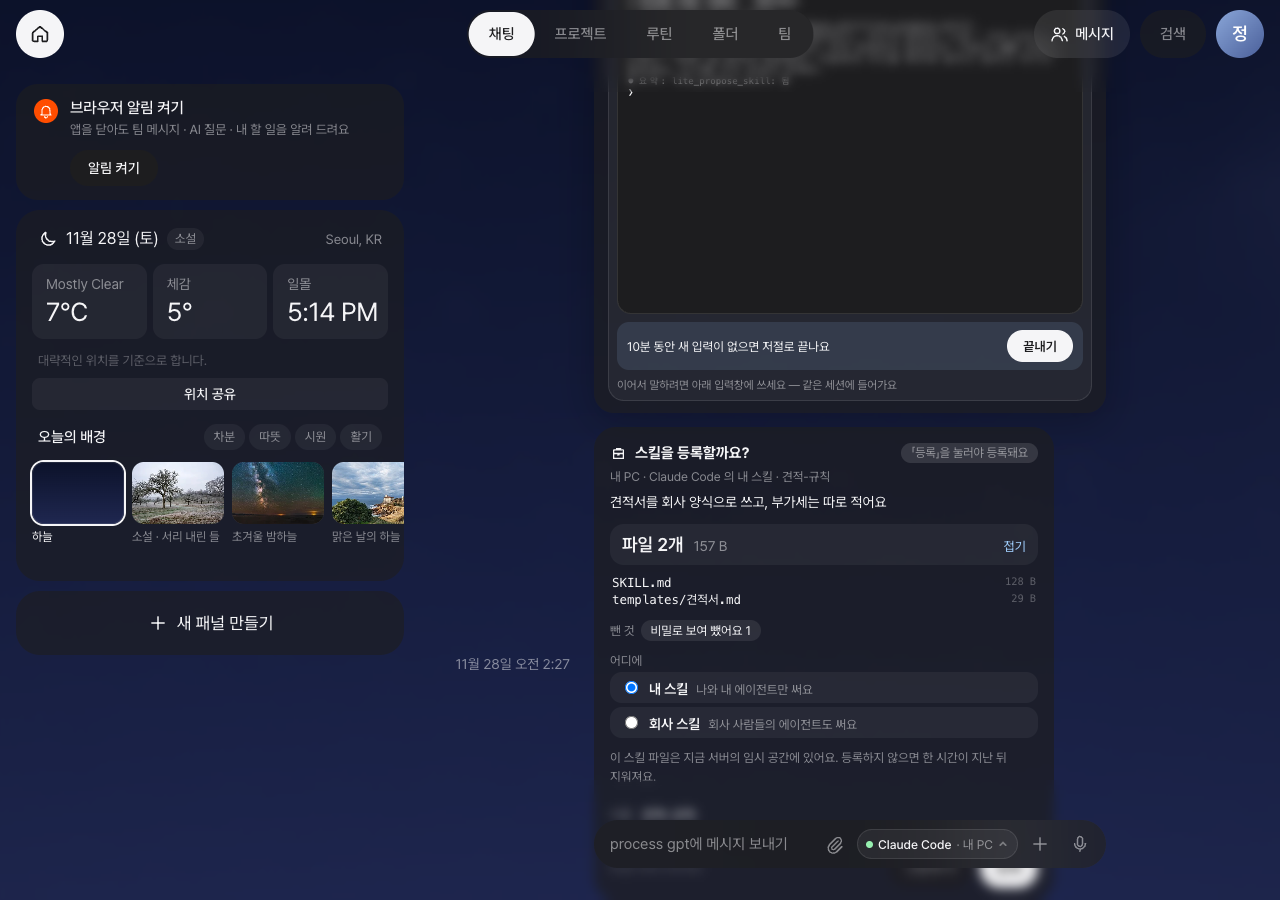 채팅
프로젝트
루틴
폴더
팀
메시지
검색
정
브라우저 알림 켜기
앱을 닫아도 팀 메시지 · AI 질문 · 내 할 일을 알려 드려요
알림 켜기
11월 28일 (토) 소설 Seoul, KR
Mostly Clear
7°C
체감
5°
일몰
5:14 PM
대략적인 위치를 기준으로 합니다.
위치 공유
오늘의 배경 차분 따뜻 시원 활기
하늘
소설 · 서리 내린 들
초겨울 밤하늘
맑은 날의 하늘
+ 새 패널 만들기
● 요약: lite_propose_skill: 됨
›
10분 동안 새 입력이 없으면 저절로 끝나요 끝내기
이어서 말하려면 아래 입력창에 쓰세요 — 같은 세션에 들어가요
11월 28일 오전 2:27
스킬을 등록할까요? 「등록」을 눌러야 등록돼요
내 PC · Claude Code 의 내 스킬 · 견적-규칙
견적서를 회사 양식으로 쓰고, 부가세는 따로 적어요
파일 2개 157 B 접기
SKILL.md 128 B
templates/견적서.md 29 B
뺀 것 비밀로 보여 뺐어요 1
어디에
내 스킬 나와 내 에이전트만 써요
회사 스킬 회사 사람들의 에이전트도 써요
이 스킬 파일은 지금 서버의 임시 공간에 있어요. 등록하지 않으면 한 시간이 지난 뒤
지워져요.
process gpt에 메시지 보내기 Claude Code · 내 PC